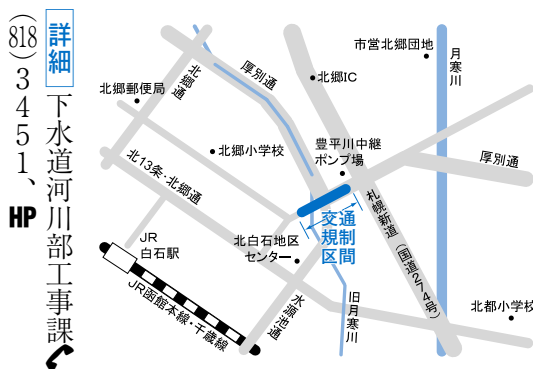 詳細 下水道河川部工事課
(818)3451、HP
北郷通
厚別通
北郷IC
市営北郷団地
月寒川
北郷郵便局
北郷小学校
豊平川中継
ポンプ場
厚別通
北13条・北郷通
交通
規制
区間
札幌新道(国道274号)
JR
白石駅
北白石地区
センター
JR函館本線・千歳線
水源池通
旧月寒川
北都小学校